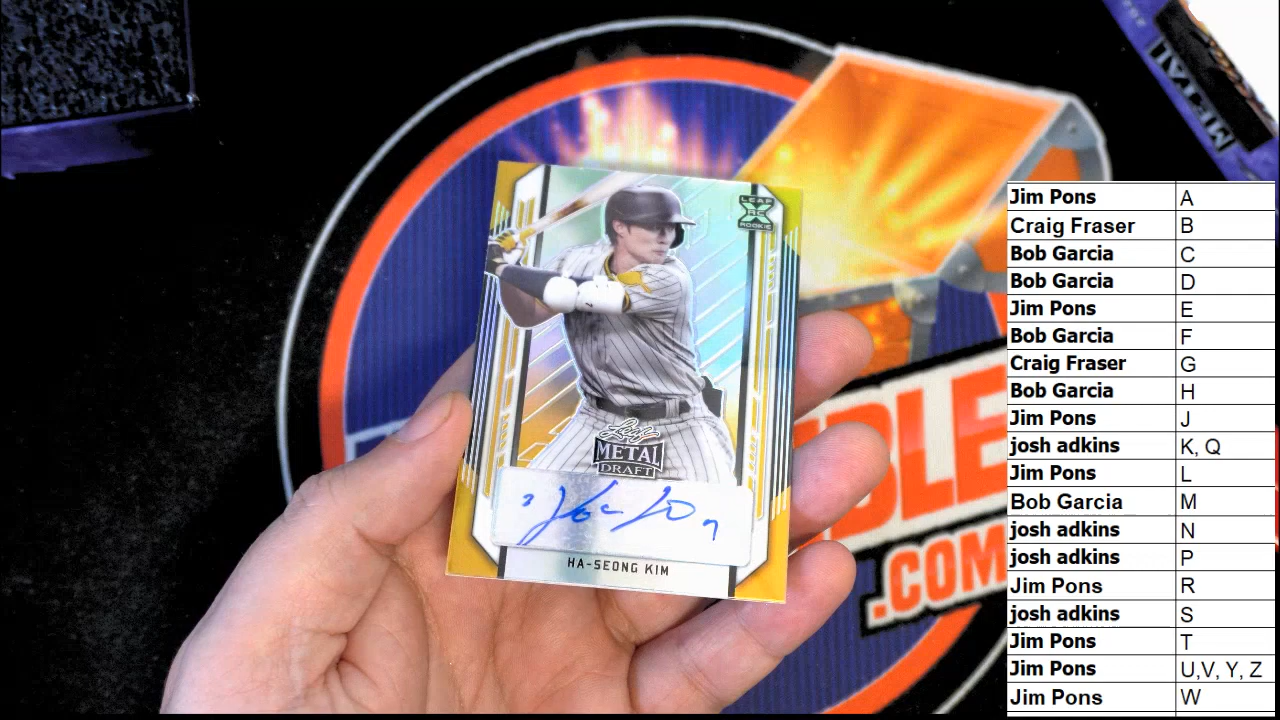 METAL
LEAF
RC
ROOKIE
Leaf
METAL
DRAFT
HA-SEONG KIM
BLE
.COM
Jim Pons A
Craig Fraser B
Bob Garcia C
Bob Garcia D
Jim Pons E
Bob Garcia F
Craig Fraser G
Bob Garcia H
Jim Pons J
josh adkins K, Q
Jim Pons L
Bob Garcia M
josh adkins N
josh adkins P
Jim Pons R
josh adkins S
Jim Pons T
Jim Pons U,V, Y, Z
Jim Pons W